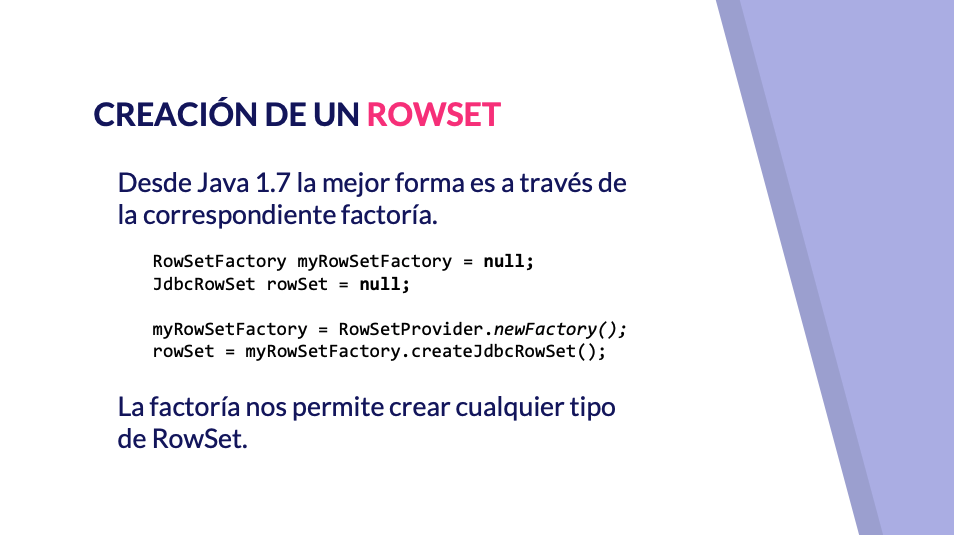 CREACIÓN DE UN ROWSET
Desde Java 1.7 la mejor forma es a través de
la correspondiente factoría.
RowSetFactory myRowSetFactory = null;
JdbcRowSet rowSet = null;
myRowSetFactory = RowSetProvider.newFactory();
rowSet = myRowSetFactory.createJdbcRowSet();
La factoría nos permite crear cualquier tipo
de RowSet.